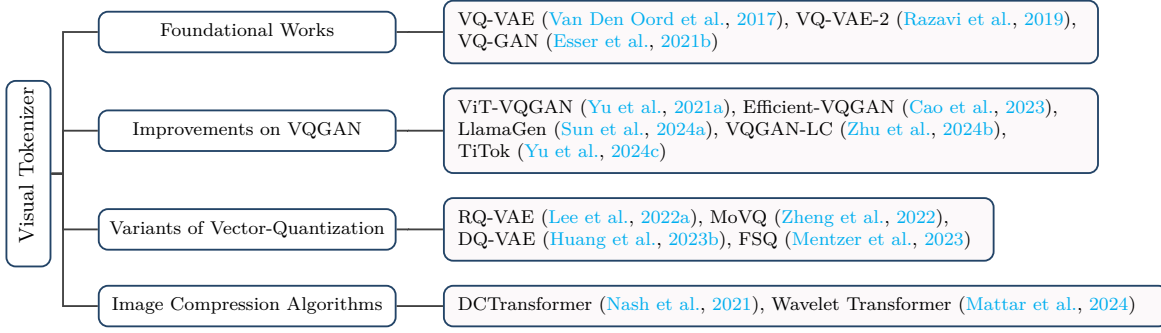 Visual Tokenizer
Foundational Works
VQ-VAE (Van Den Oord et al., 2017), VQ-VAE-2 (Razavi et al., 2019),
VQ-GAN (Esser et al., 2021b)
Improvements on VQGAN
ViT-VQGAN (Yu et al., 2021a), Efficient-VQGAN (Cao et al., 2023),
LlamaGen (Sun et al., 2024a), VQGAN-LC (Zhu et al., 2024b),
TiTok (Yu et al., 2024c)
Variants of Vector-Quantization
RQ-VAE (Lee et al., 2022a), MoVQ (Zheng et al., 2022),
DQ-VAE (Huang et al., 2023b), FSQ (Mentzer et al., 2023)
Image Compression Algorithms
DCTransformer (Nash et al., 2021), Wavelet Transformer (Mattar et al., 2024)